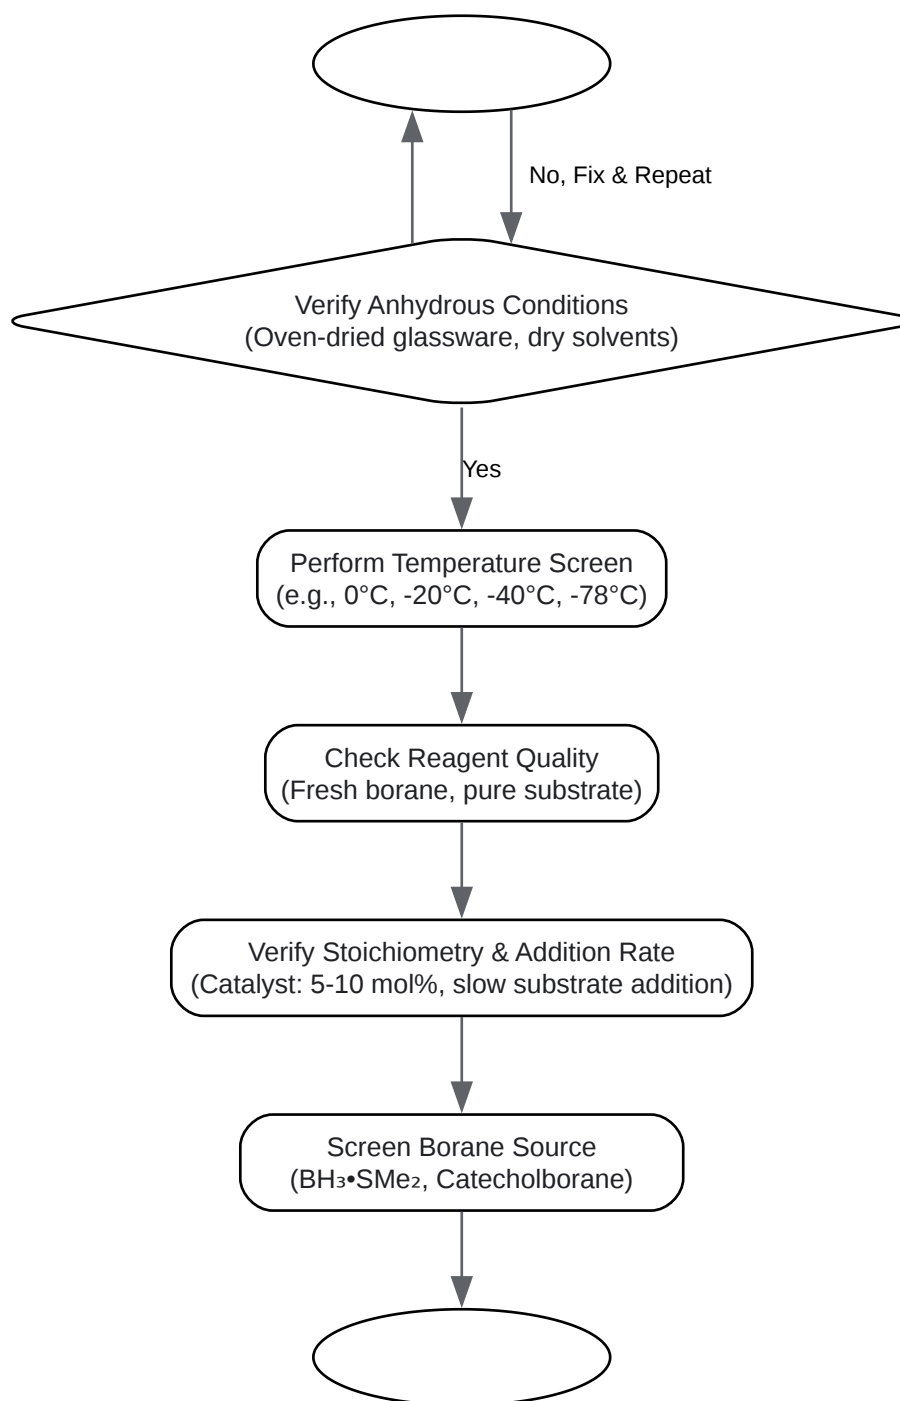 No, Fix & Repeat
Verify Anhydrous Conditions
(Oven-dried glassware, dry solvents)
Yes
Perform Temperature Screen
(e.g., 0°C, -20°C, -40°C, -78°C)
Check Reagent Quality
(Fresh borane, pure substrate)
Verify Stoichiometry & Addition Rate
(Catalyst: 5-10 mol%, slow substrate addition)
Screen Borane Source
(BH₃•SMe₂, Catecholborane)